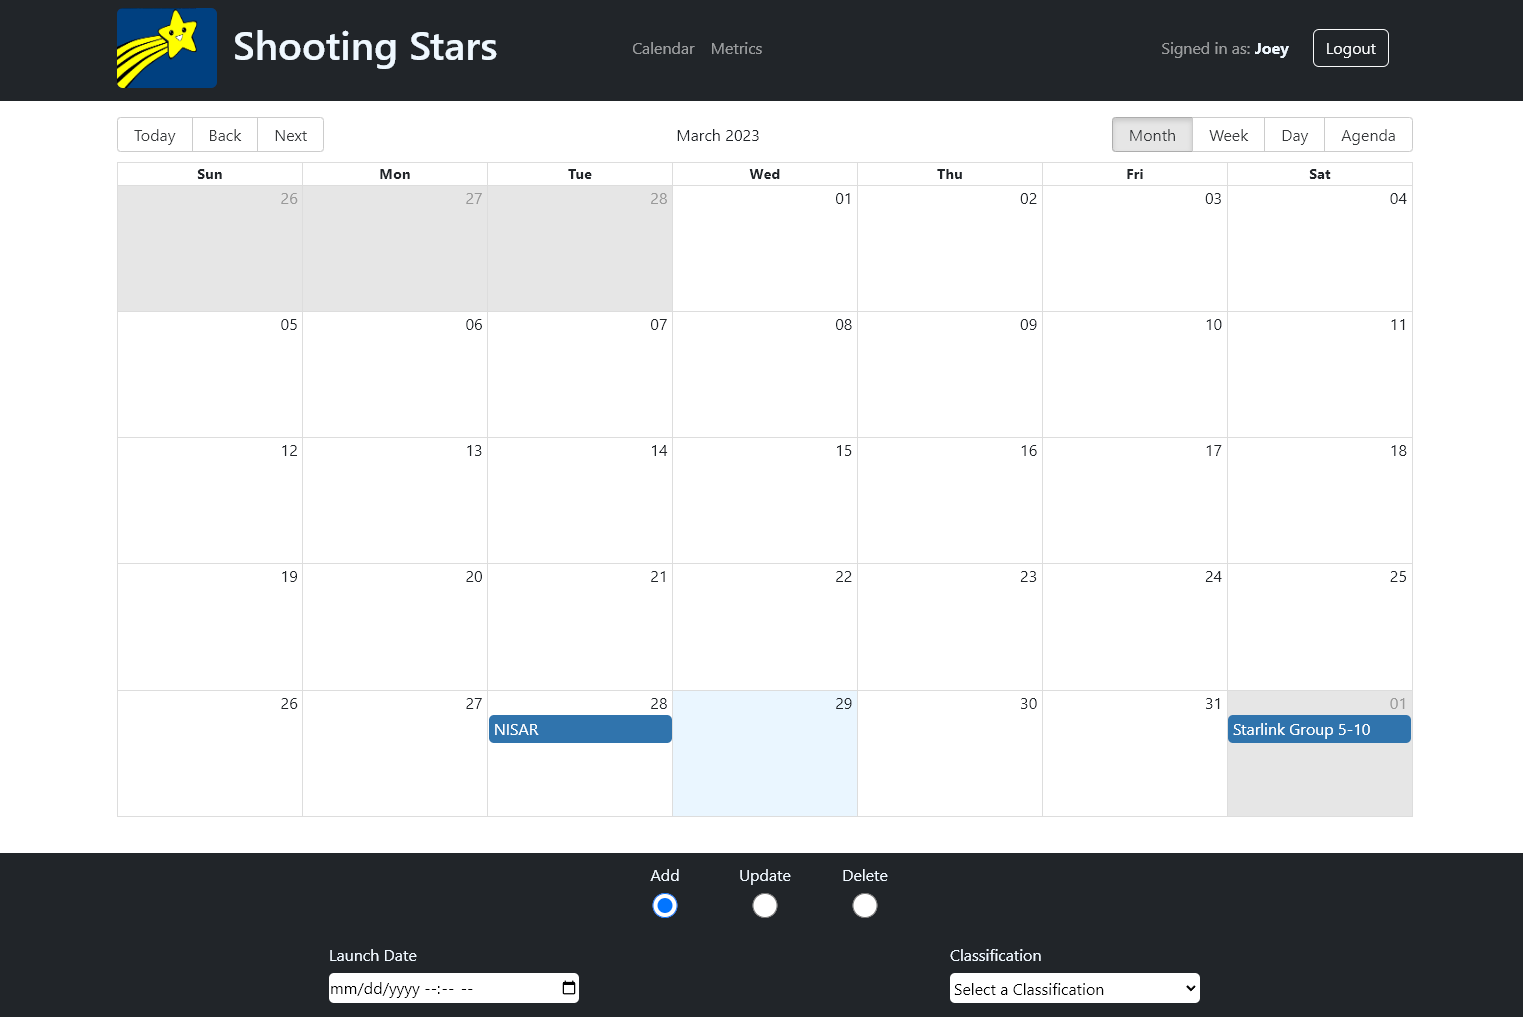 Shooting Stars Calendar Metrics Signed in as: Joey Logout
Today Back Next March 2023 Month Week Day Agenda
Sun Mon Tue Wed Thu Fri Sat
26 27 28 01 02 03 04
05 06 07 08 09 10 11
12 13 14 15 16 17 18
19 20 21 22 23 24 25
26 27 28 29 30 31 01
NISAR Starlink Group 5-10
Add Update Delete
Launch Date Classification
mm/dd/yyyy --:-- -- Select a Classification